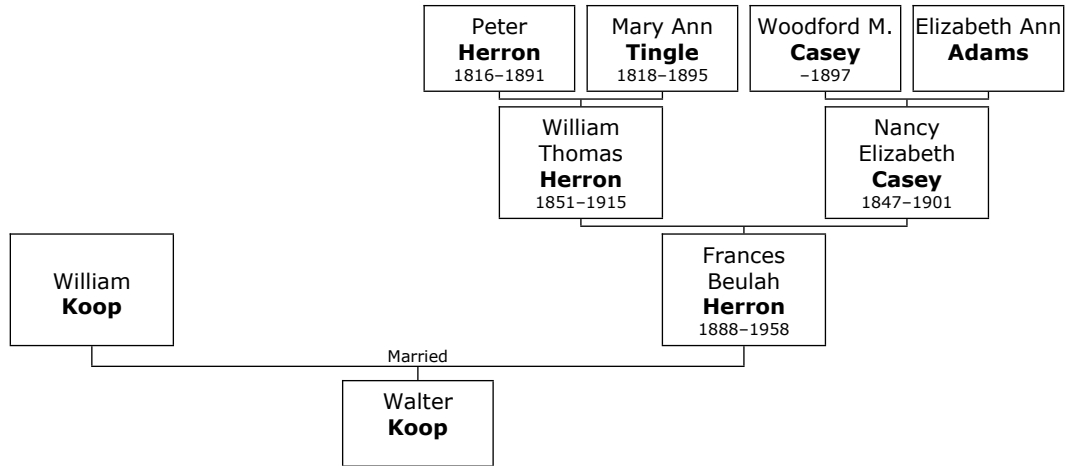 Peter
Herron
1816–1891
Mary Ann
Tingle
1818–1895
Woodford M.
Casey
–1897
Elizabeth Ann
Adams
William
Thomas
Herron
1851–1915
Nancy
Elizabeth
Casey
1847–1901
William
Koop
Frances
Beulah
Herron
1888–1958
Married
Walter
Koop